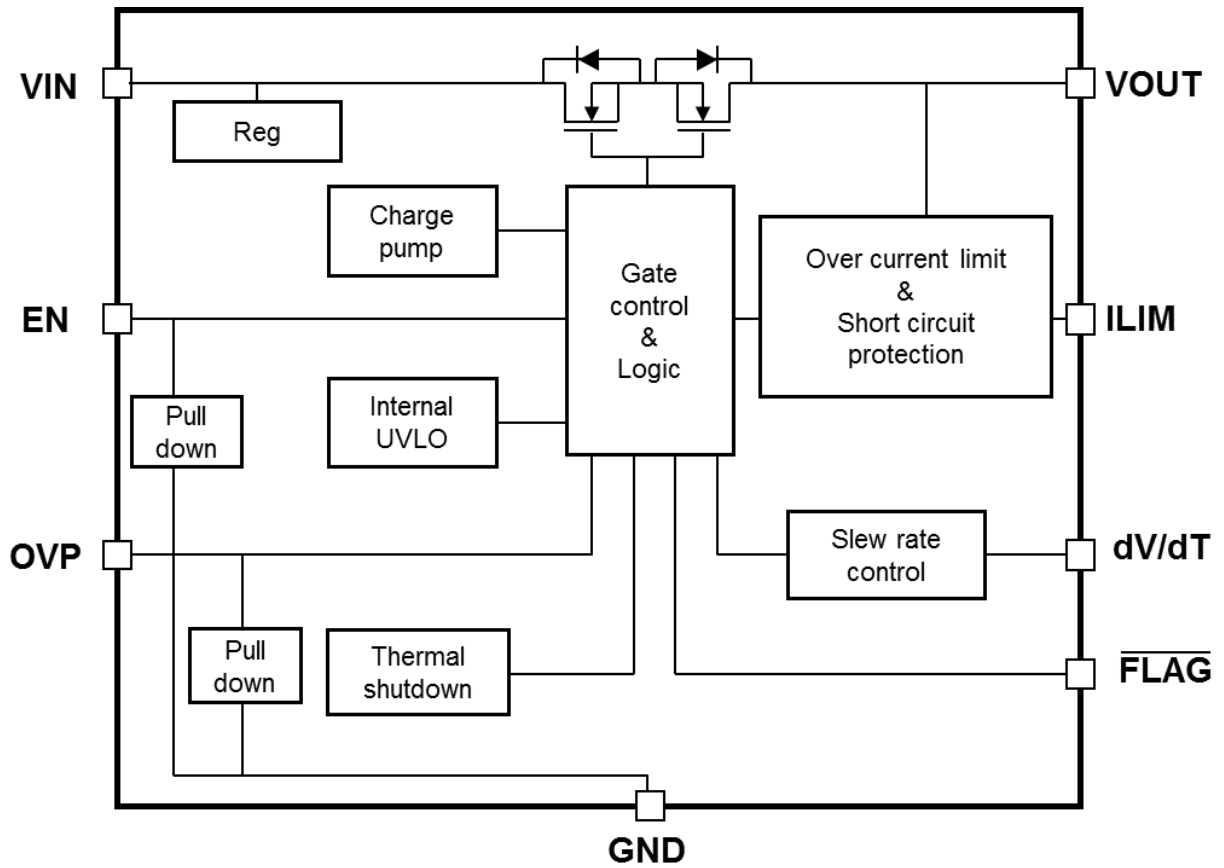 VIN
VOUT
Reg
Charge
pump
Gate
control
&
Logic
Over current limit
&
Short circuit
protection
EN
ILIM
Pull
down
Internal
UVLO
OVP
Slew rate
control
dV/dT
Pull
down
Thermal
shutdown
FLAG
GND